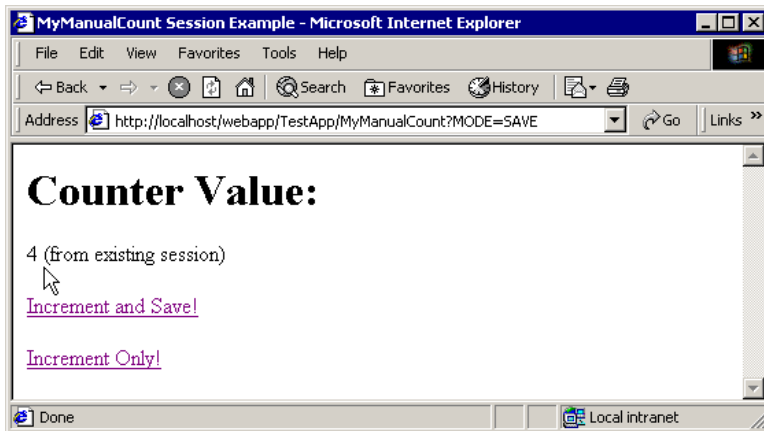 MyManualCount Session Example - Microsoft Internet Explorer
File Edit View Favorites Tools Help
Back Search Favorites History
Address http://localhost/webapp/TestApp/MyManualCount?MODE=SAVE Go Links »
Counter Value:
4 (from existing session)
Increment and Save!
Increment Only!
Done Local intranet